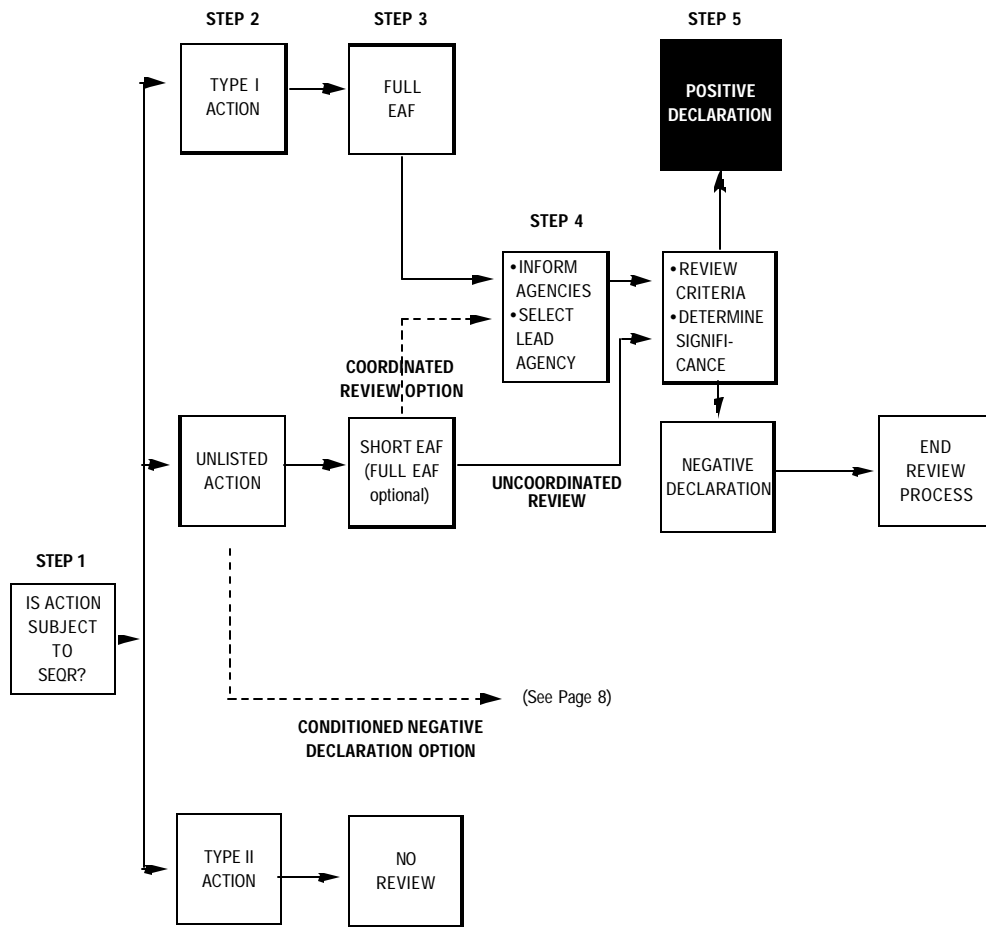 STEP 2
STEP 3
STEP 5
TYPE I
ACTION
FULL
EAF
POSITIVE
DECLARATION
STEP 4
• INFORM
AGENCIES
• SELECT
LEAD
AGENCY
• REVIEW
CRITERIA
• DETERMINE
SIGNIFI-
CANCE
COORDINATED
REVIEW OPTION
UNLISTED
ACTION
SHORT EAF
(FULL EAF
optional)
UNCOORDINATED
REVIEW
NEGATIVE
DECLARATION
END
REVIEW
PROCESS
STEP 1
IS ACTION
SUBJECT
TO
SEQR?
(See Page 8)
CONDITIONED NEGATIVE
DECLARATION OPTION
TYPE II
ACTION
NO
REVIEW